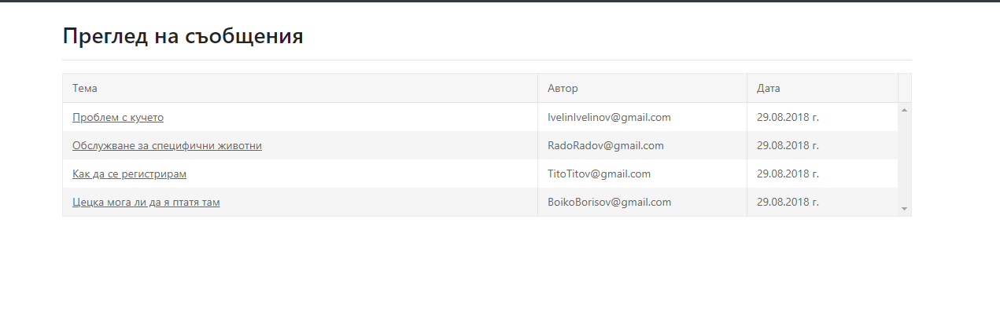 Преглед на съобщения
Тема Автор Дата
Проблем с кучето IvelinIvelinov@gmail.com 29.08.2018 г.
Обслужване за специфични животни RadoRadov@gmail.com 29.08.2018 г.
Как да се регистрирам TitoTitov@gmail.com 29.08.2018 г.
Цецка мога ли да я птатя там BoikoBorisov@gmail.com 29.08.2018 г.